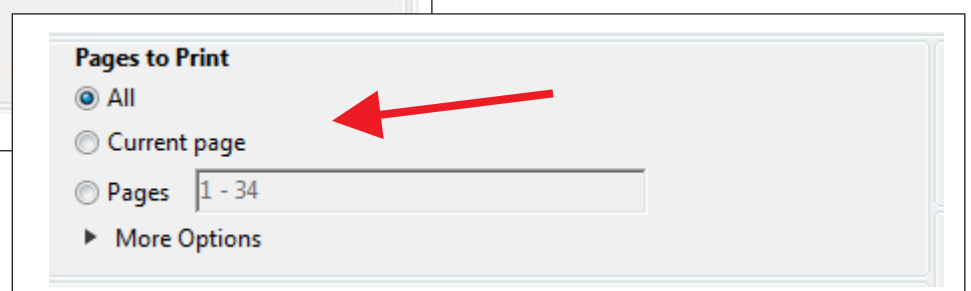 Pages to Print
All
Current page
Pages 1 - 34
More Options